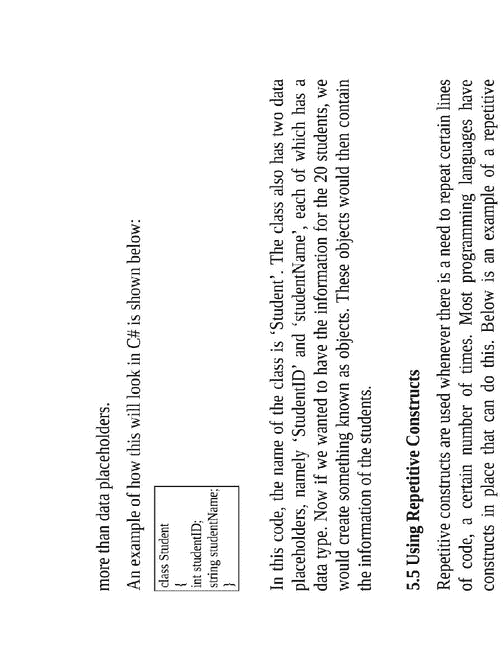 more than data placeholders.
An example of how this will look in C# is shown below:
class Student
{
int studentID;
string studentName;
}
In this code, the name of the class is ‘Student’. The class also has two data
placeholders, namely ‘StudentID’ and ‘studentName’, each of which has a
data type. Now if we wanted to have the information for the 20 students, we
would create something known as objects. These objects would then contain
the information of the students.
5.5 Using Repetitive Constructs
Repetitive constructs are used whenever there is a need to repeat certain lines
of code, a certain number of times. Most programming languages have
constructs in place that can do this. Below is an example of a repetitive